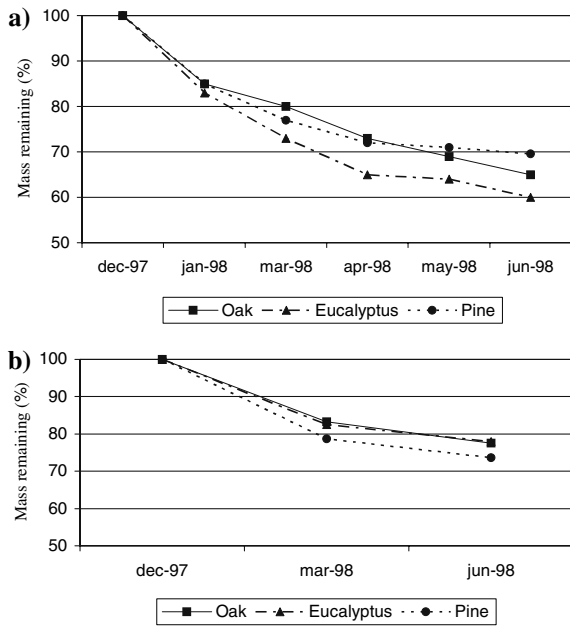 a)
Mass remaining (%)
100
90
80
70
60
50
dec-97 jan-98 mar-98 apr-98 may-98 jun-98
Oak Eucalyptus Pine
b)
Mass remaining (%)
100
90
80
70
60
50
dec-97 mar-98 jun-98
Oak Eucalyptus Pine